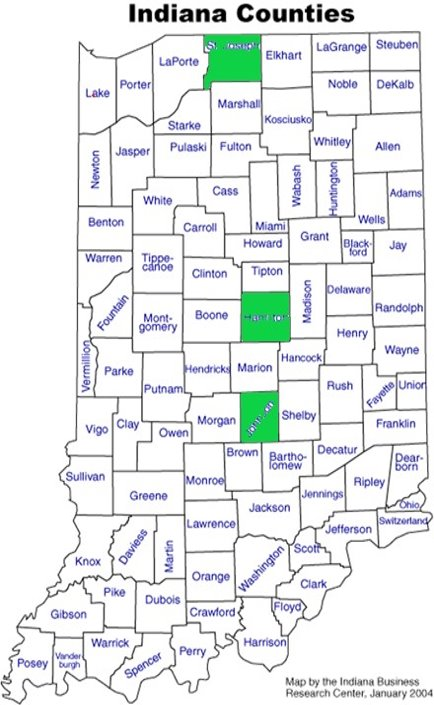 Indiana Counties
St. Joseph
LaGrange
Steuben
LaPorte
Elkhart
Porter
Lake
Noble
DeKalb
Marshall
Kosciusko
Starke
Whitley
Allen
Newton
Jasper
Pulaski
Fulton
Wabash
Huntington
Cass
Adams
White
Wells
Benton
Carroll
Miami
Howard
Grant
Black-
ford
Jay
Warren
Tippe-
canoe
Clinton
Tipton
Madison
Delaware
Fountain
Mont-
gomery
Boone
Hamilton
Randolph
Henry
Wayne
Vermillion
Parke
Putnam
Hendricks
Marion
Hancock
Rush
Fayette
Union
Vigo
Clay
Owen
Morgan
Johnson
Shelby
Franklin
Brown
Bartho-
lomew
Decatur
Dear-
born
Sullivan
Greene
Monroe
Jennings
Ripley
Jackson
Ohio
Switzerland
Lawrence
Jefferson
Knox
Daviess
Martin
Washington
Scott
Orange
Clark
Pike
Dubois
Gibson
Crawford
Floyd
Harrison
Posey
Vander
burgh
Warrick
Spencer
Perry
Map by the Indiana Business
Research Center, January 2004